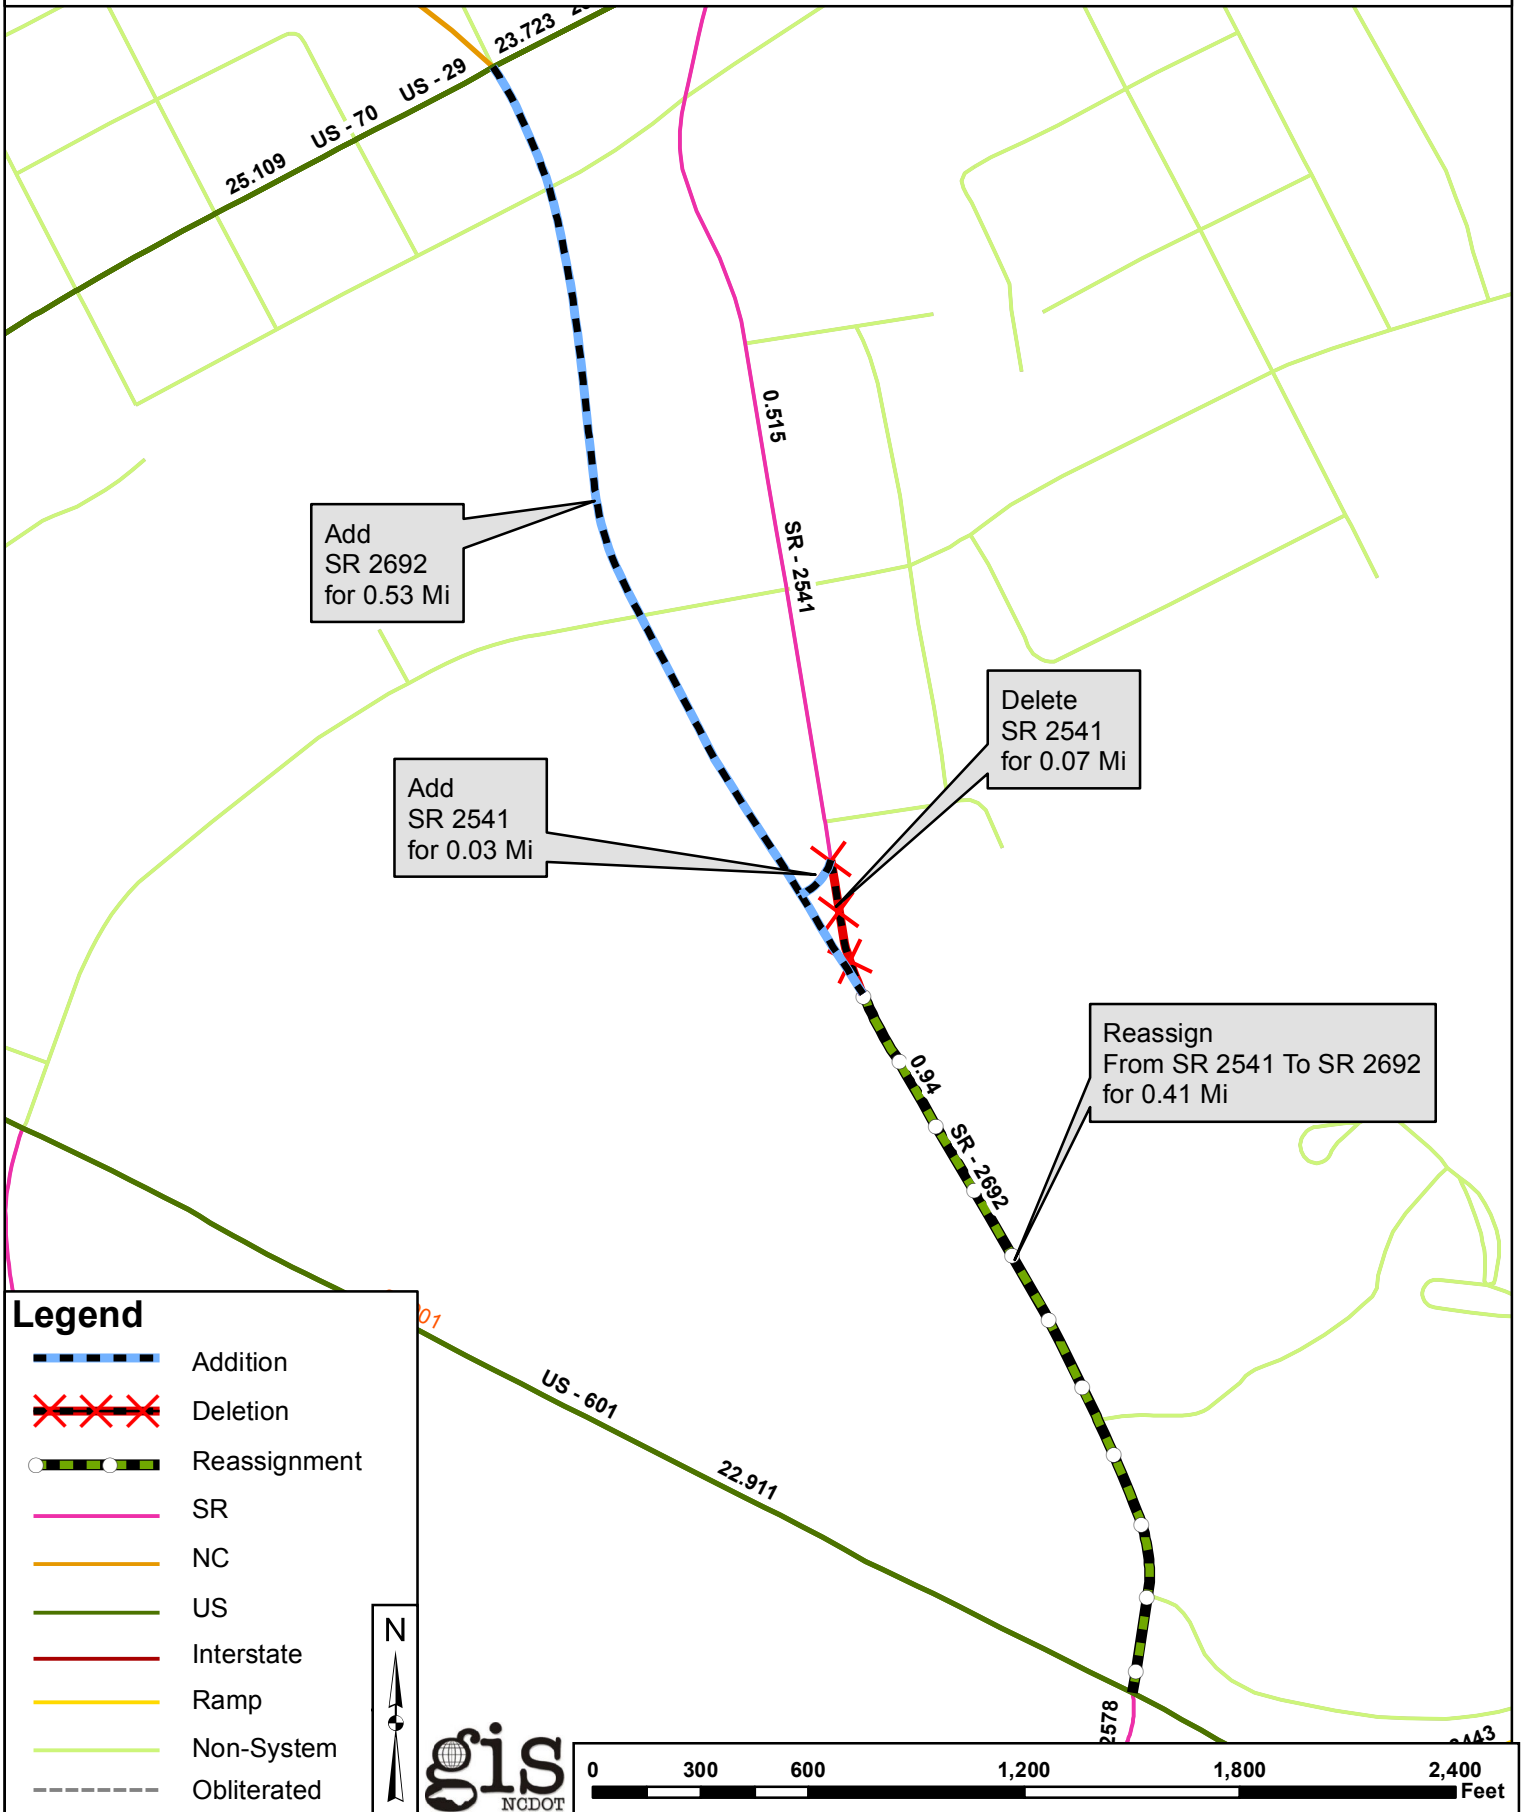 23.723
US - 29
US - 70
25.109
0.515
SR - 2541
Add
SR 2692
for 0.53 Mi
Delete
SR 2541
for 0.07 Mi
Add
SR 2541
for 0.03 Mi
Reassign
From SR 2541 To SR 2692
for 0.41 Mi
0.94
SR - 2692
US - 601
22.911
2578
Legend
Addition
Deletion
Reassignment
SR
NC
US
Interstate
Ramp
Non-System
Obliterated
N
gis
NCDOT
0 300 600 1,200 1,800 2,400
Feet